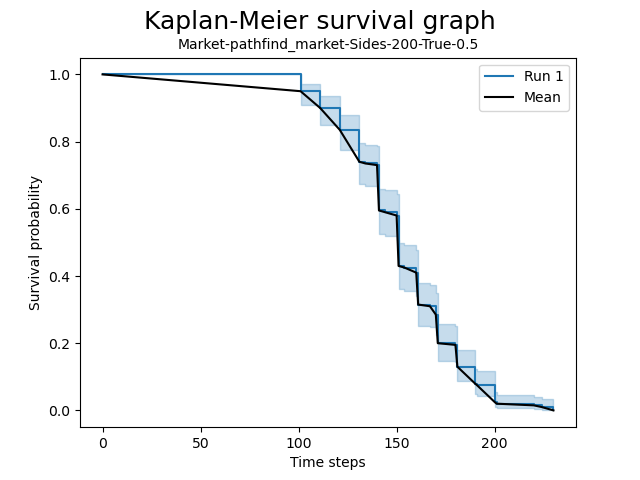 Kaplan-Meier survival graph
Market-pathfind_market-Sides-200-True-0.5
Run 1
Mean
Survival probability
1.0
0.8
0.6
0.4
0.2
0.0
0 50 100 150 200
Time steps